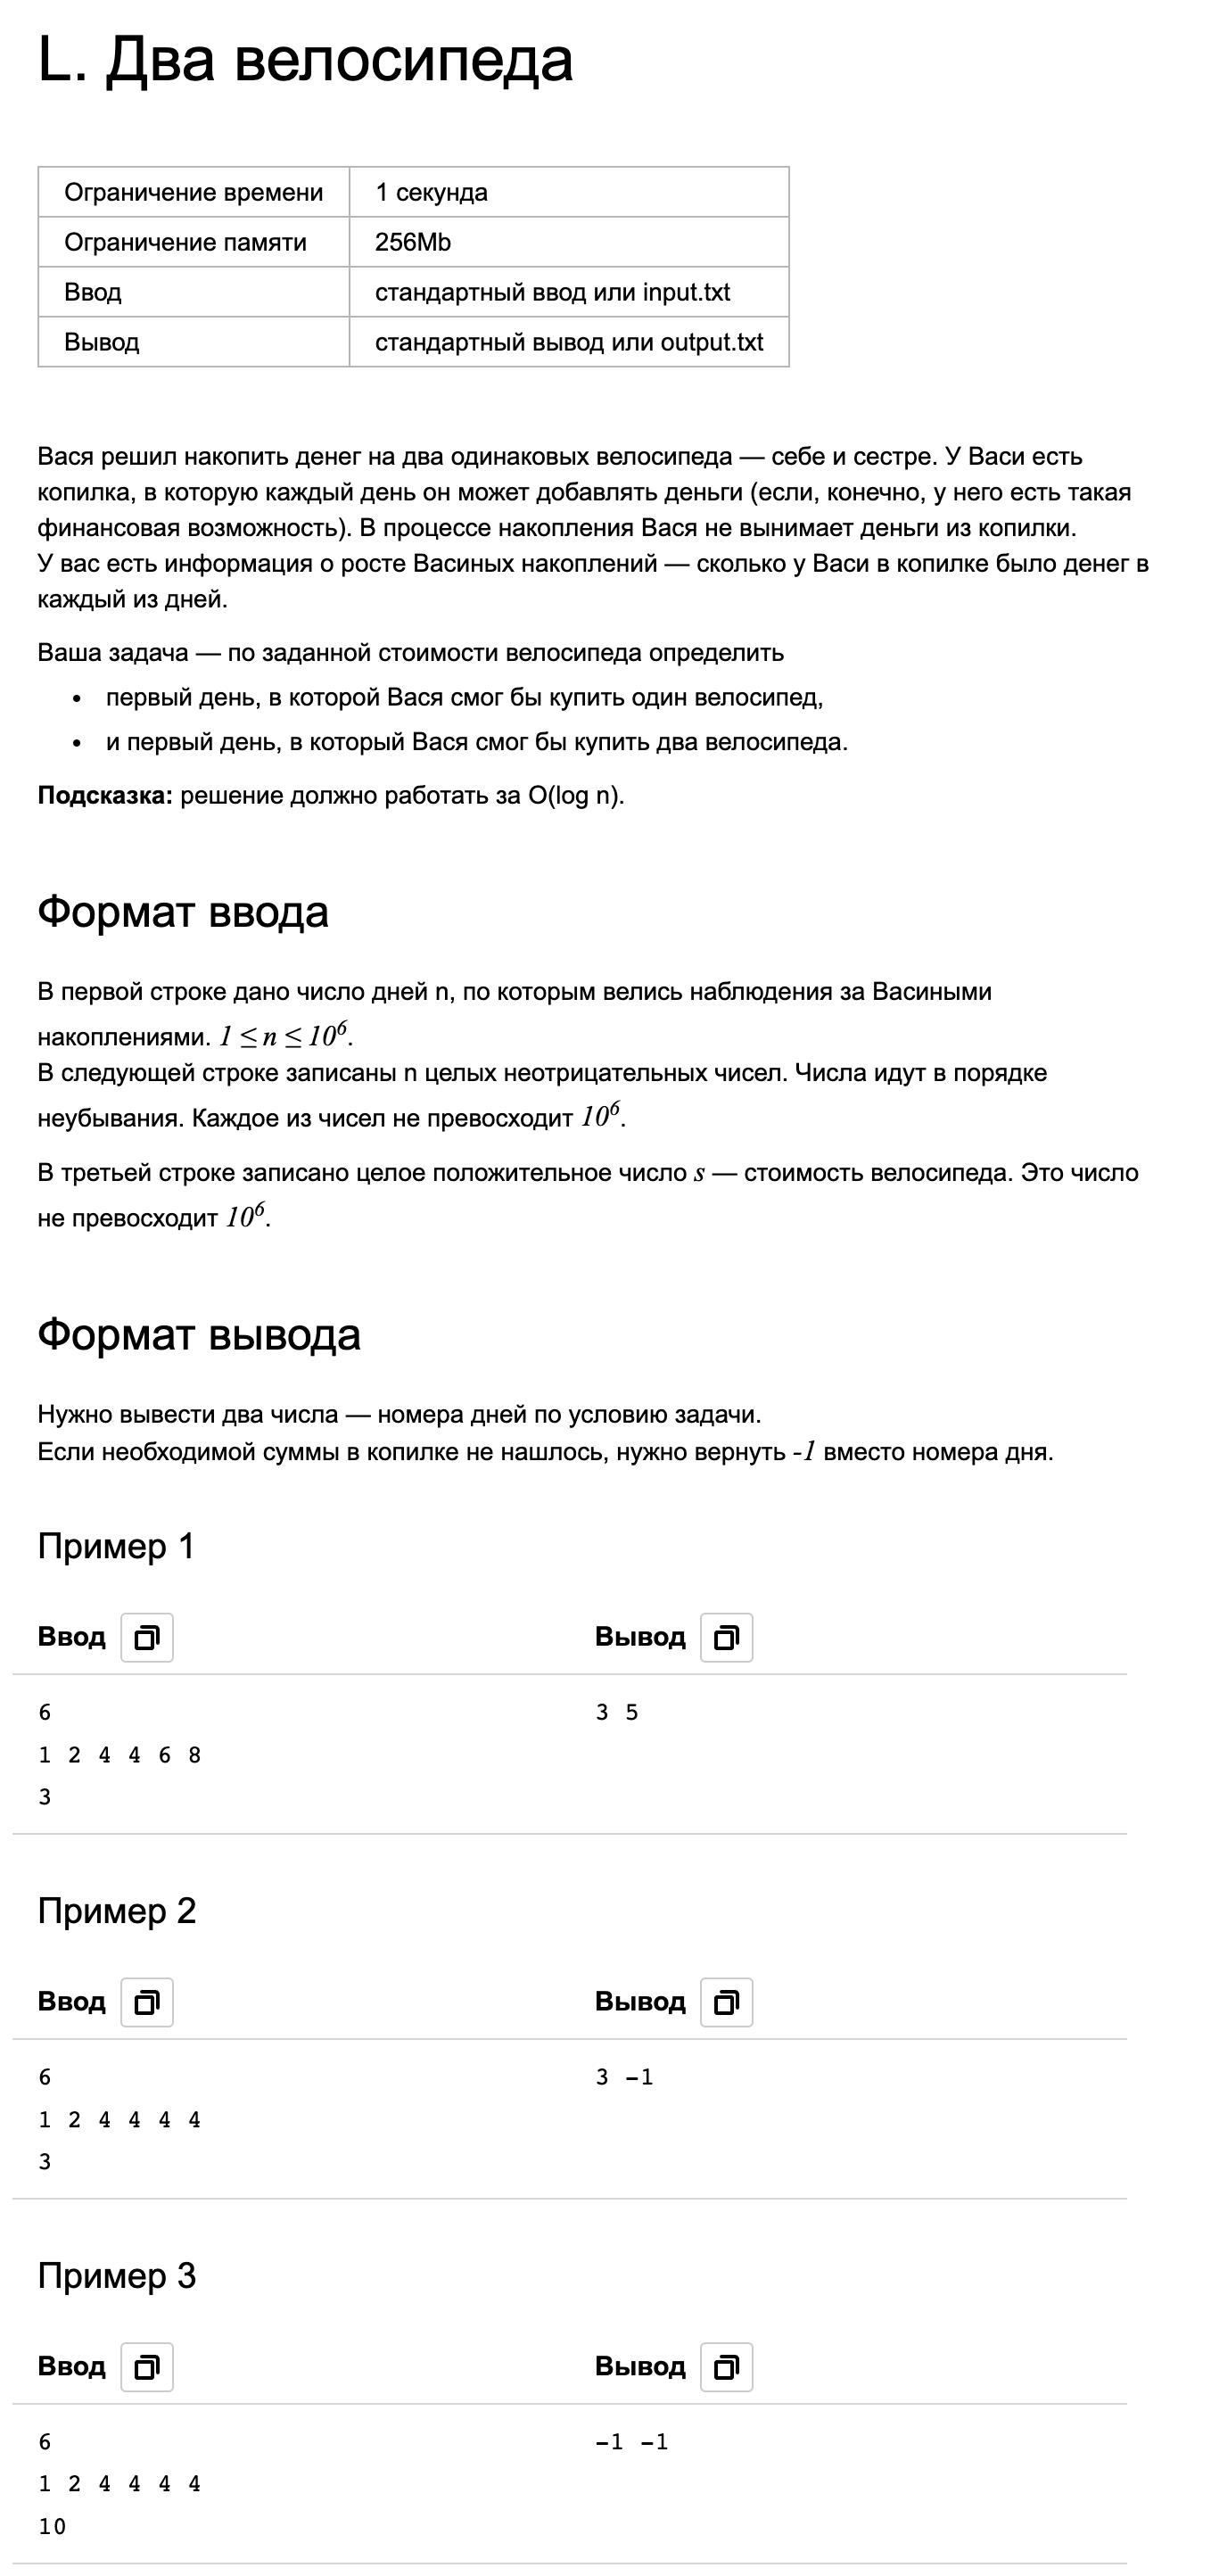 L. Два велосипеда
Ограничение времени 1 секунда
Ограничение памяти 256Mb
Ввод стандартный ввод или input.txt
Вывод стандартный вывод или output.txt
Вася решил накопить денег на два одинаковых велосипеда — себе и сестре. У Васи есть
копилка, в которую каждый день он может добавлять деньги (если, конечно, у него есть такая
финансовая возможность). В процессе накопления Вася не вынимает деньги из копилки.
У вас есть информация о росте Васиных накоплений — сколько у Васи в копилке было денег в
каждый из дней.
Ваша задача — по заданной стоимости велосипеда определить
• первый день, в которой Вася смог бы купить один велосипед,
• и первый день, в который Вася смог бы купить два велосипеда.
Подсказка: решение должно работать за O(log n).
Формат ввода
В первой строке дано число дней n, по которым велись наблюдения за Васиными
накоплениями. 1 ≤ n ≤ 10⁶.
В следующей строке записаны n целых неотрицательных чисел. Числа идут в порядке
неубывания. Каждое из чисел не превосходит 10⁶.
В третьей строке записано целое положительное число s — стоимость велосипеда. Это число
не превосходит 10⁶.
Формат вывода
Нужно вывести два числа — номера дней по условию задачи.
Если необходимой суммы в копилке не нашлось, нужно вернуть -1 вместо номера дня.
Пример 1
Ввод Вывод
6 3 5
1 2 4 4 6 8
3
Пример 2
Ввод Вывод
6 3 -1
1 2 4 4 4 4
3
Пример 3
Ввод Вывод
6 -1 -1
1 2 4 4 4 4
10